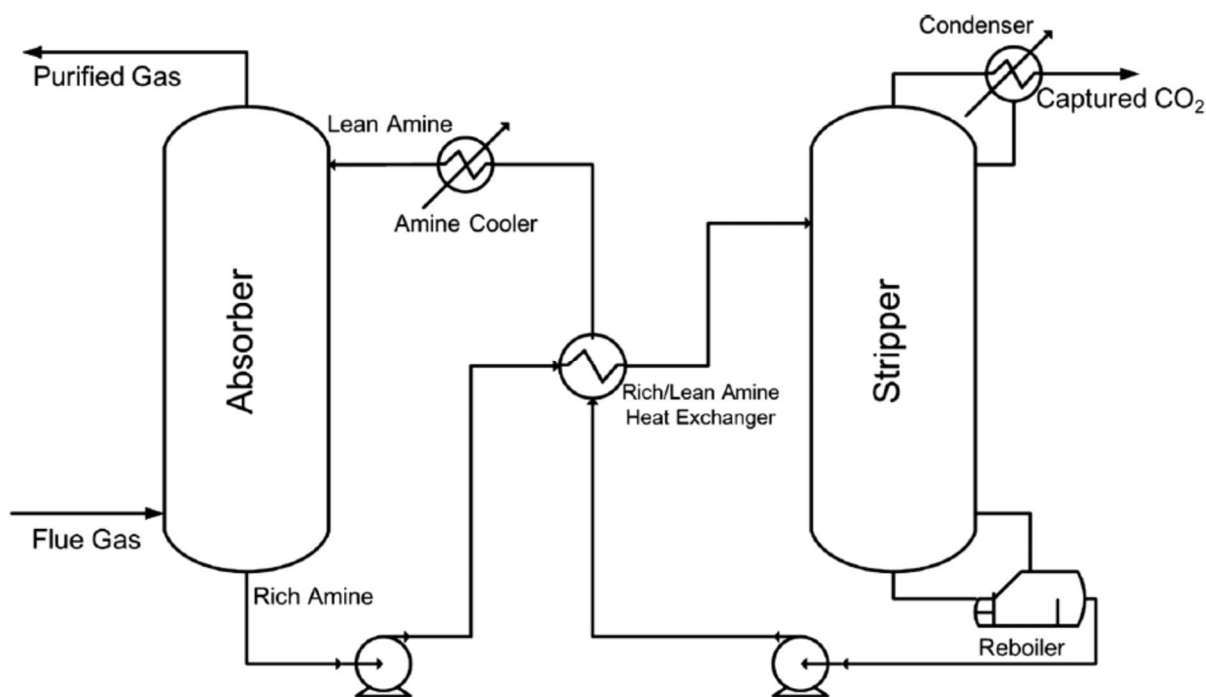 Condenser
Purified Gas
Captured CO₂
Lean Amine
Amine Cooler
Absorber
Stripper
Rich/Lean Amine
Heat Exchanger
Flue Gas
Rich Amine
Reboiler